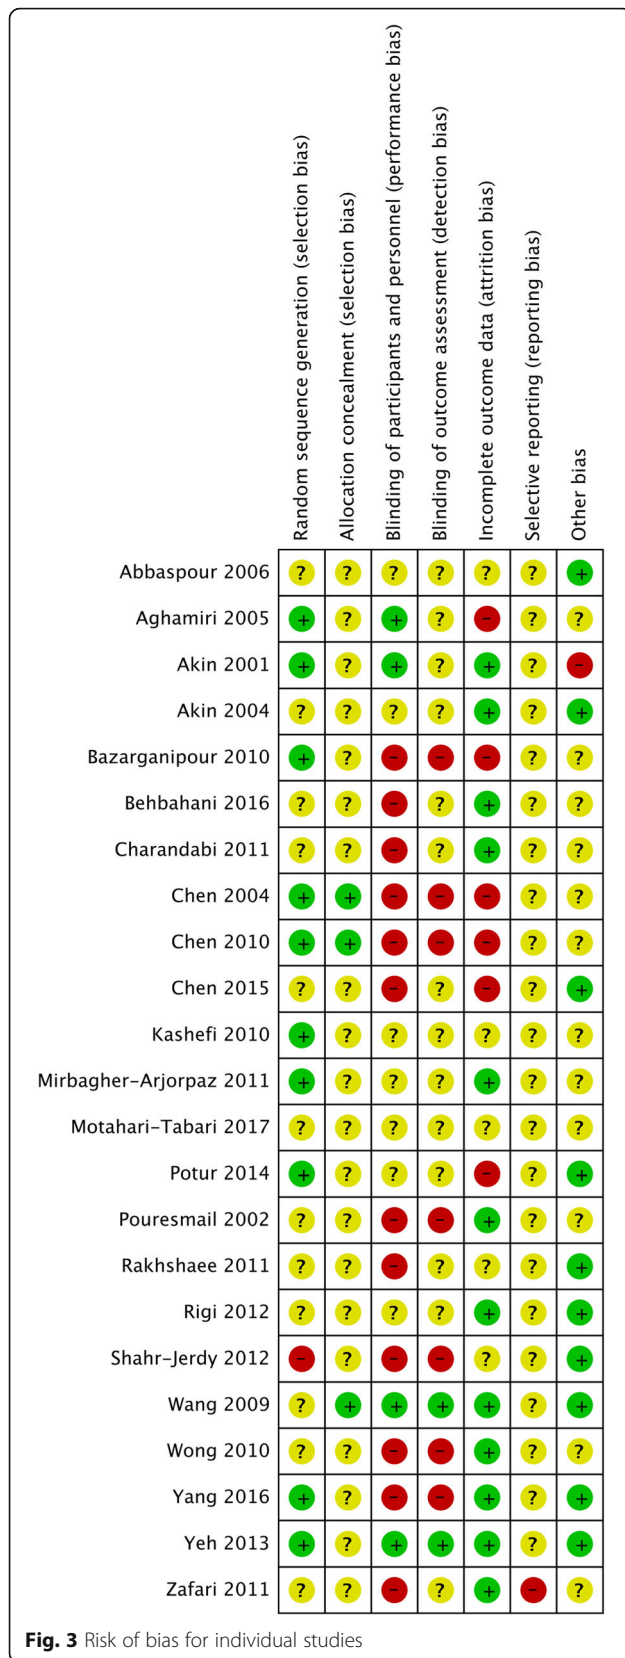 Random sequence generation (selection bias)
Allocation concealment (selection bias)
Blinding of participants and personnel (performance bias)
Blinding of outcome assessment (detection bias)
Incomplete outcome data (attrition bias)
Selective reporting (reporting bias)
Other bias
Abbaspour 2006 ? ? ? ? ? ? +
Aghamiri 2005 + ? + ? - ? ?
Akin 2001 + ? + ? + ? -
Akin 2004 ? ? ? ? + ? +
Bazarganipour 2010 + ? - - - ? ?
Behbahani 2016 ? ? - ? + ? ?
Charandabi 2011 ? ? - ? + ? ?
Chen 2004 + + - - - ? ?
Chen 2010 + + - - - ? ?
Chen 2015 ? ? - ? - ? +
Kashefi 2010 + ? ? ? ? ? ?
Mirbagher-Arjorpaz 2011 + ? ? ? + ? ?
Motahari-Tabari 2017 ? ? ? ? ? ? ?
Potur 2014 + ? ? ? - ? +
Pouresmail 2002 ? ? - - + ? ?
Rakhshaee 2011 ? ? - ? ? ? +
Rigi 2012 ? ? ? ? + ? +
Shahr-Jerdy 2012 - ? - - ? ? +
Wang 2009 ? + + + + ? +
Wong 2010 ? ? - - + ? ?
Yang 2016 + ? - - + ? +
Yeh 2013 + ? + + + ? +
Zafari 2011 ? ? - ? + - ?
Fig. 3 Risk of bias for individual studies